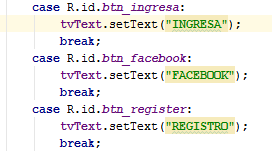 case R.id.btn_ingresa:
tvText.setText("INGRESA");
break;
case R.id.btn_facebook:
tvText.setText("FACEBOOK");
break;
case R.id.btn_register:
tvText.setText("REGISTRO");
break;